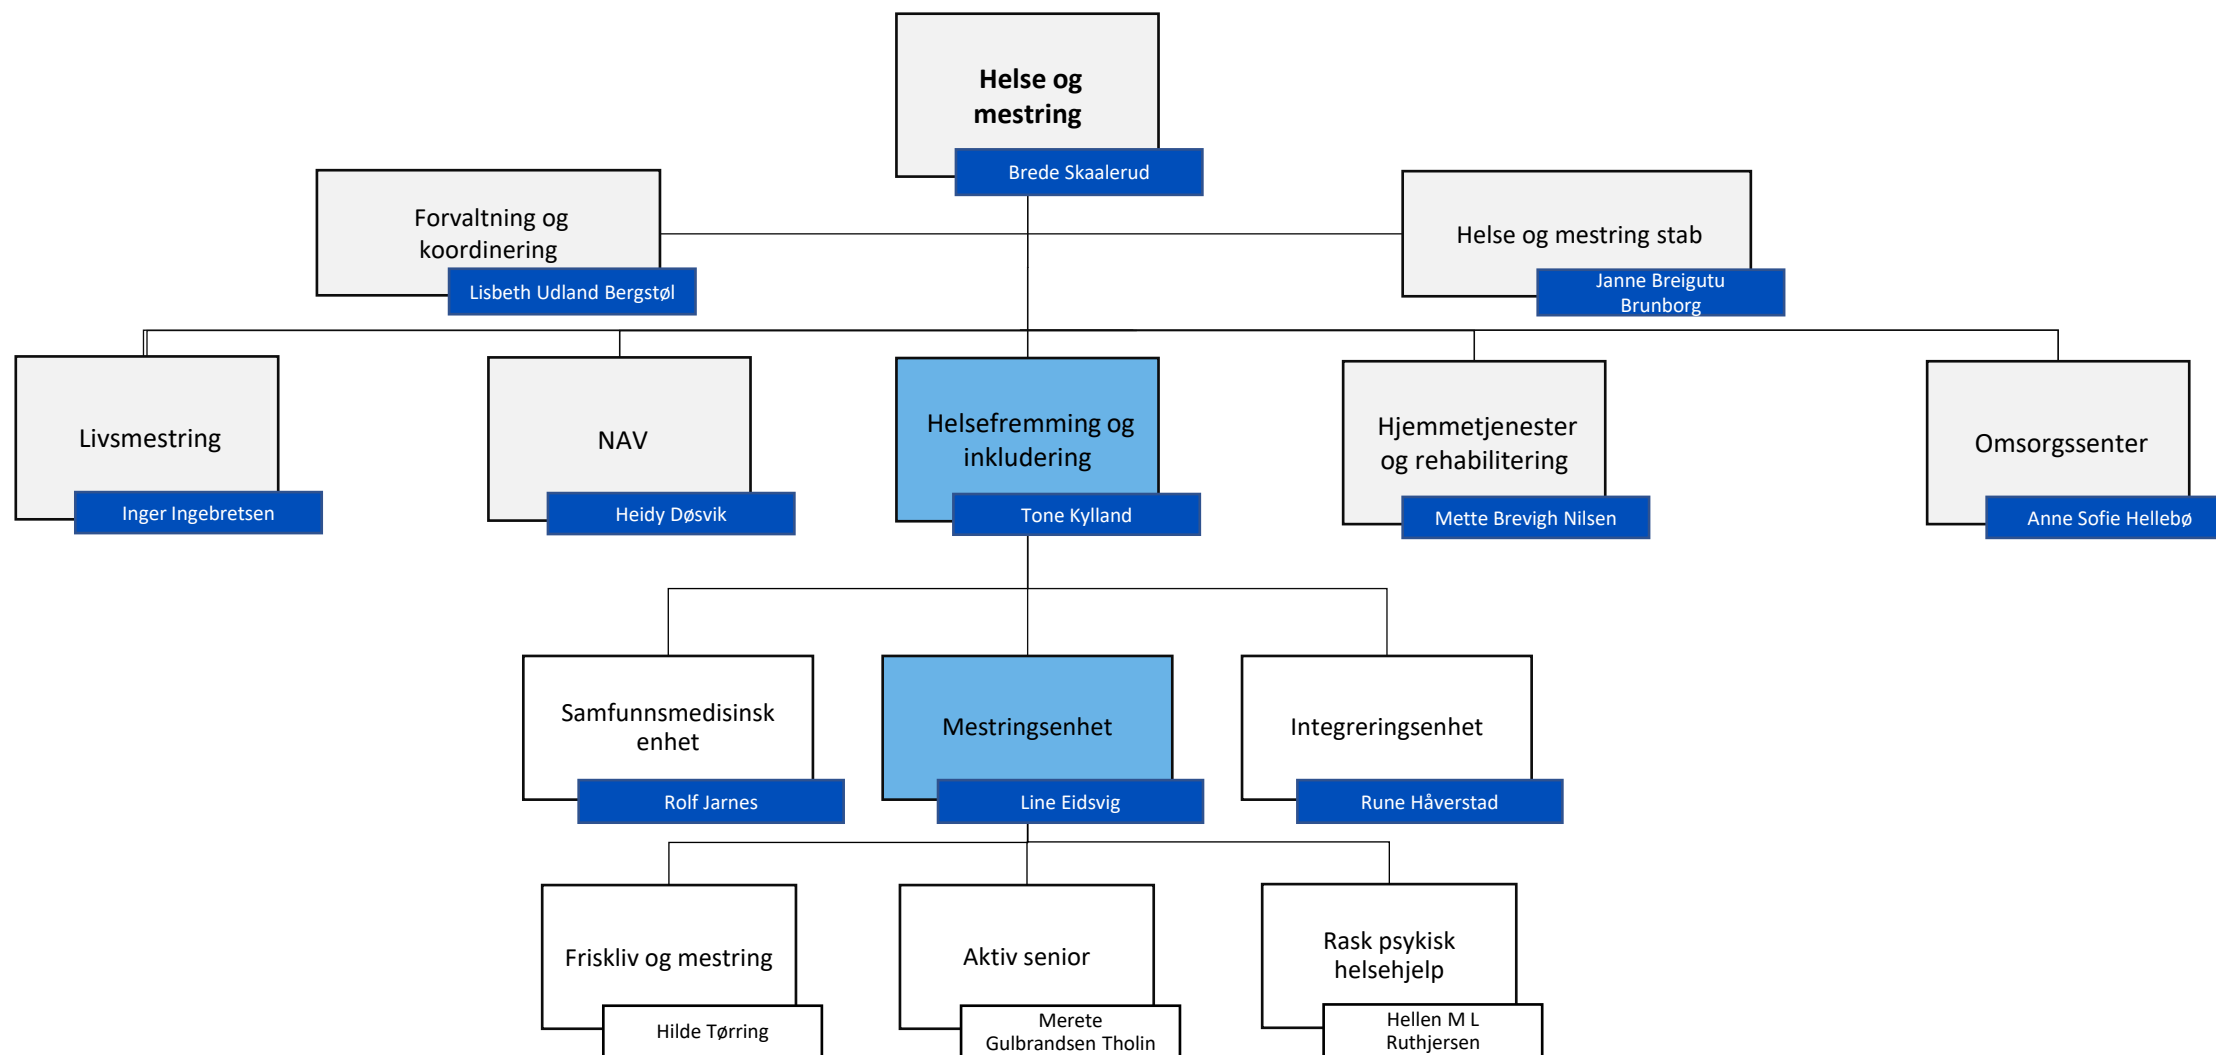 Helse og
mestring
Brede Skaalerud
Forvaltning og
koordinering
Lisbeth Udland Bergstøl
Helse og mestring stab
Janne Breigutu
Brunborg
Livsmestring
Inger Ingebretsen
NAV
Heidy Døsvik
Helsefremming og
inkludering
Tone Kylland
Hjemmetjenester
og rehabilitering
Mette Brevigh Nilsen
Omsorgssenter
Anne Sofie Hellebø
Samfunnsmedisinsk
enhet
Rolf Jarnes
Mestringsenhet
Line Eidsvig
Integreringsenhet
Rune Håverstad
Friskliv og mestring
Hilde Tørring
Aktiv senior
Merete
Gulbrandsen Tholin
Rask psykisk
helsehjelp
Hellen M L
Ruthjersen